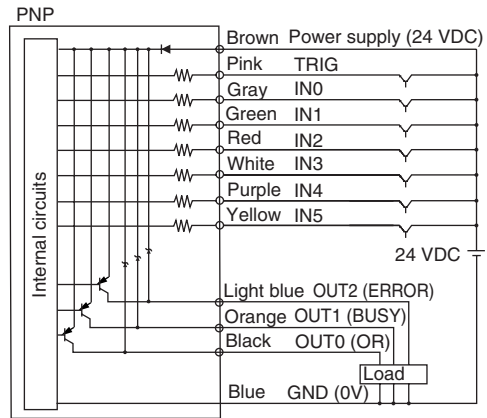 PNP
Brown Power supply (24 VDC)
Pink TRIG
Gray IN0
Green IN1
Red IN2
White IN3
Purple IN4
Yellow IN5
Internal circuits
24 VDC
Light blue OUT2 (ERROR)
Orange OUT1 (BUSY)
Black OUT0 (OR)
Load
Blue GND (0V)